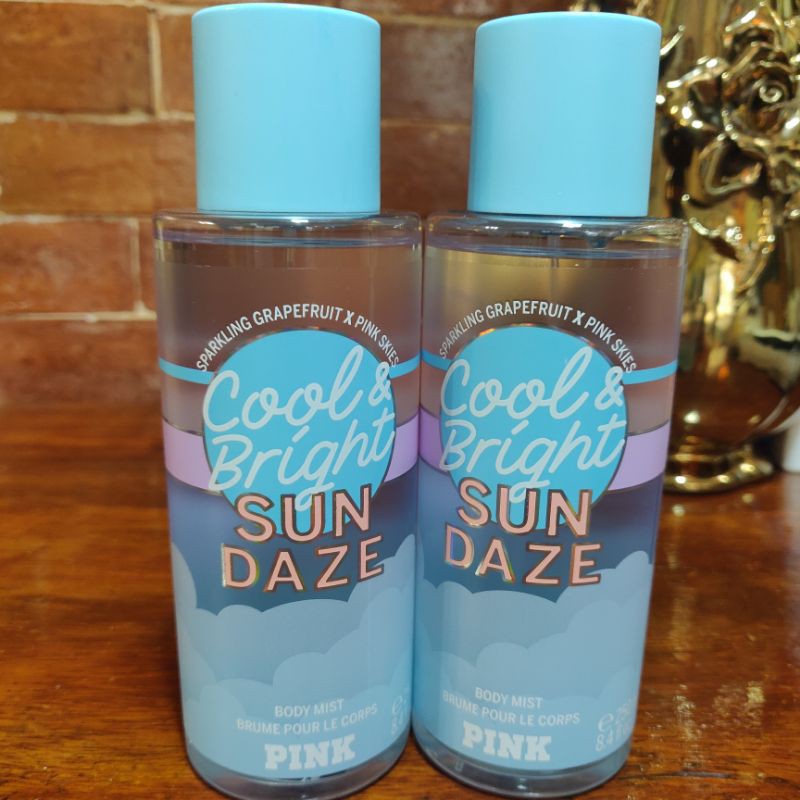 SPARKLING GRAPEFRUIT X PINK SKIES
Cool &
Bright
SUN
DAZE
BODY MIST
BRUME POUR LE CORPS
PINK
SPARKLING GRAPEFRUIT X PINK SKIES
Cool &
Bright
SUN
DAZE
BODY MIST
BRUME POUR LE CORPS
PINK